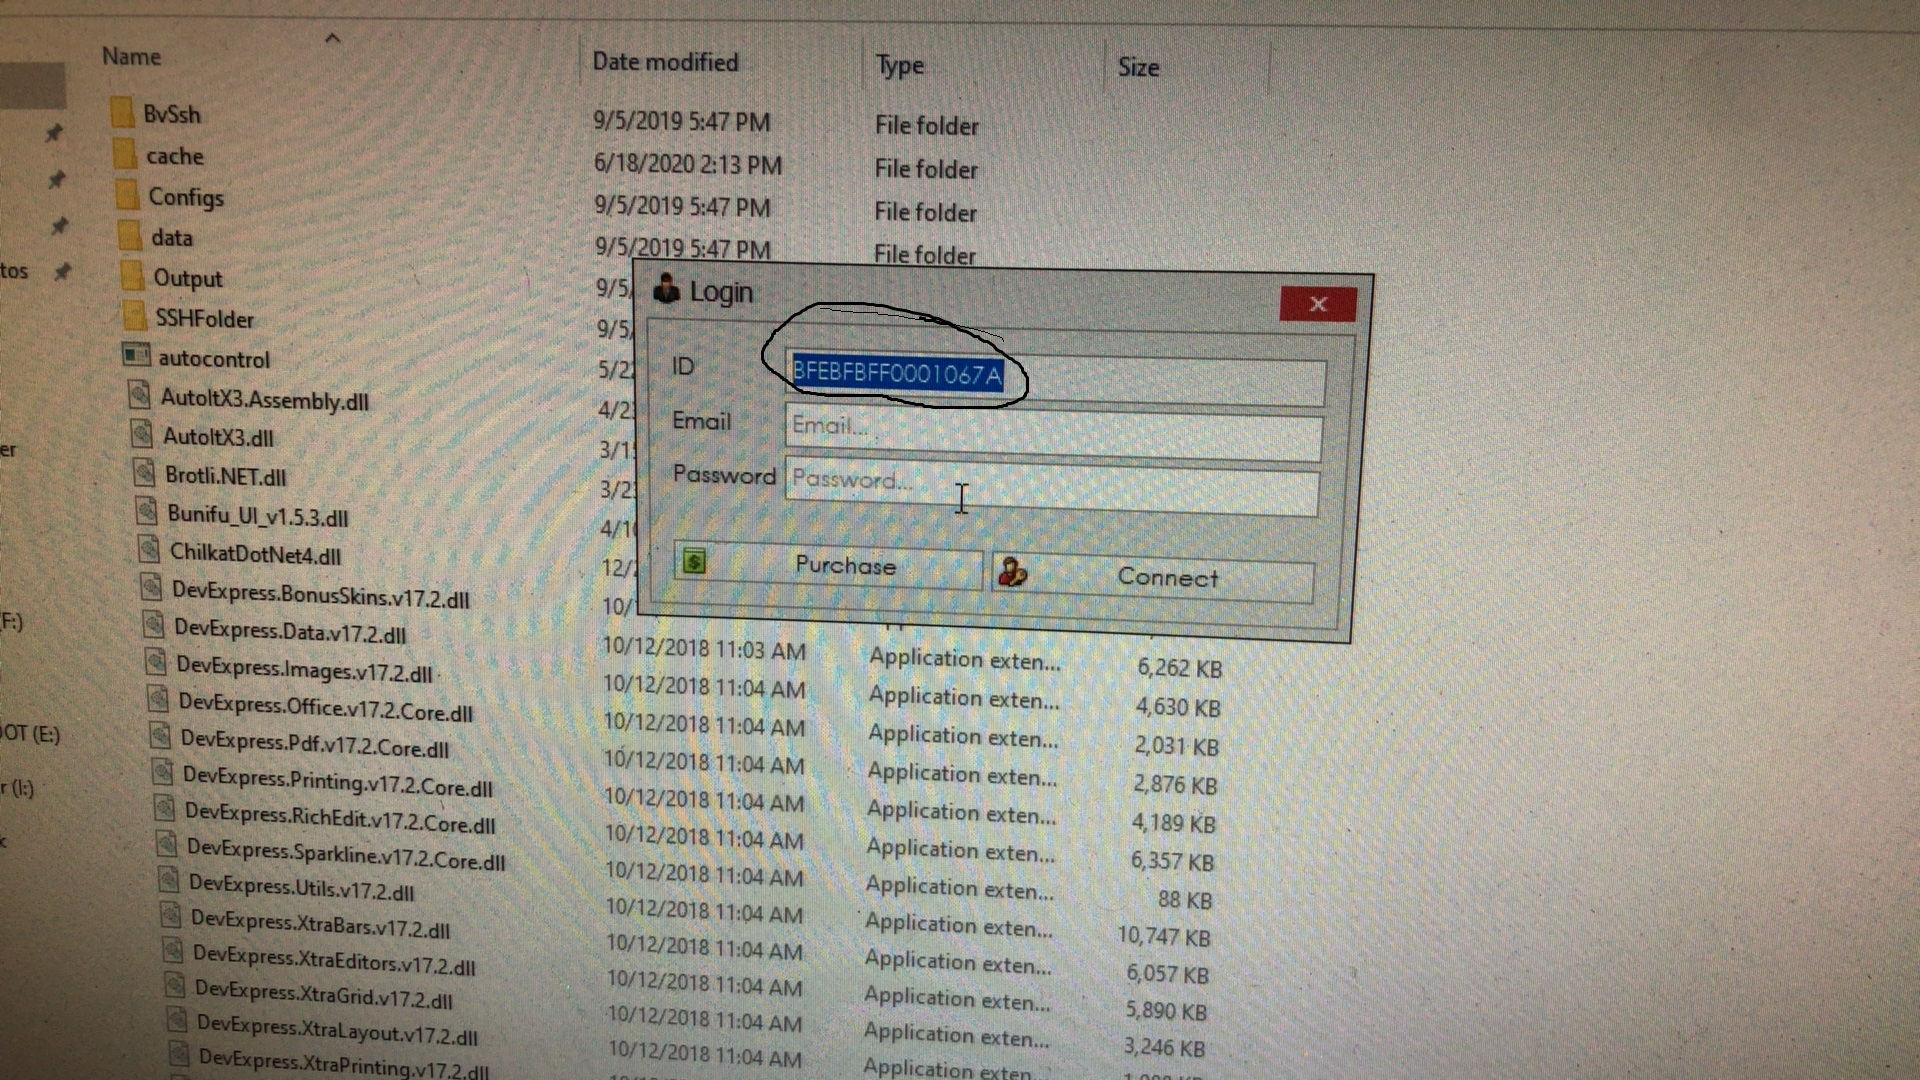 Name Date modified Type Size
BvSsh 9/5/2019 5:47 PM File folder
cache 6/18/2020 2:13 PM File folder
Configs 9/5/2019 5:47 PM File folder
data 9/5/2019 5:47 PM File folder
tos Output 9/5/
SSHFolder 9/5/
autocontrol 5/2
AutoItX3.Assembly.dll 4/2
er AutoItX3.dll 3/1
Brotli.NET.dll 3/2
Bunifu_UI_v1.5.3.dll 4/1
ChilkatDotNet4.dll 12/
F:) DevExpress.BonusSkins.v17.2.dll 10/
Login
ID BFEBFBFF0001067A
Email Email...
Password Password...
Purchase Connect
DevExpress.Data.v17.2.dll 10/12/2018 11:03 AM Application exten... 6,262 KB
DevExpress.Images.v17.2.dll 10/12/2018 11:04 AM Application exten... 4,630 KB
DevExpress.Office.v17.2.Core.dll 10/12/2018 11:04 AM Application exten... 2,031 KB
OOT (E:) DevExpress.Pdf.v17.2.Core.dll 10/12/2018 11:04 AM Application exten... 2,876 KB
r (I:) DevExpress.Printing.v17.2.Core.dll 10/12/2018 11:04 AM Application exten... 4,189 KB
DevExpress.RichEdit.v17.2.Core.dll 10/12/2018 11:04 AM Application exten... 6,357 KB
DevExpress.Sparkline.v17.2.Core.dll 10/12/2018 11:04 AM Application exten... 88 KB
DevExpress.Utils.v17.2.dll 10/12/2018 11:04 AM Application exten... 10,747 KB
DevExpress.XtraBars.v17.2.dll 10/12/2018 11:04 AM Application exten... 6,057 KB
DevExpress.XtraEditors.v17.2.dll 10/12/2018 11:04 AM Application exten... 5,890 KB
DevExpress.XtraGrid.v17.2.dll 10/12/2018 11:04 AM Application exten... 3,246 KB
DevExpress.XtraLayout.v17.2.dll 10/12/2018 11:04 AM Application exten
DevExpress.XtraPrinting.v17.2.dll